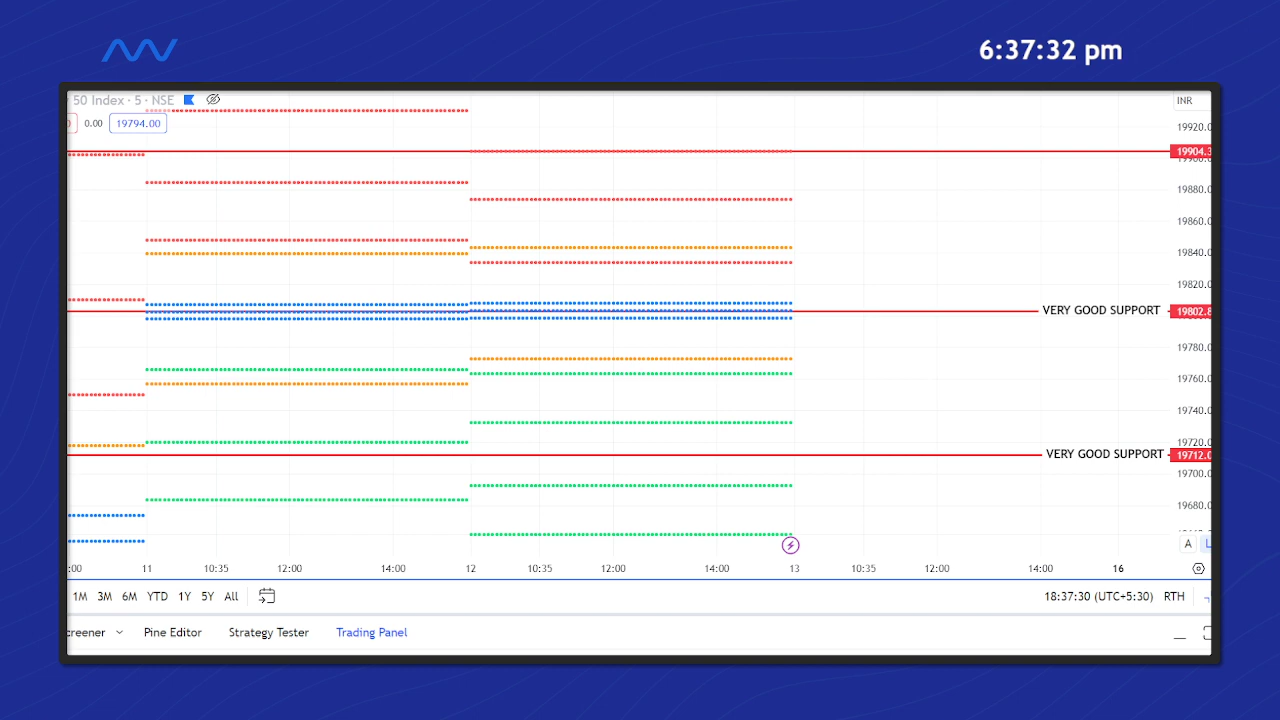 6:37:32 pm
50 Index · 5 · NSE
INR
0.00 19794.00
19920.0
19904.3
19880.0
19860.0
19840.0
19820.0
VERY GOOD SUPPORT 19802.8
19780.0
19760.0
19740.0
19720.0
VERY GOOD SUPPORT 19712.0
19700.0
19680.0
A L
:00 11 10:35 12:00 14:00 12 10:35 12:00 14:00 13 10:35 12:00 14:00 16
1M 3M 6M YTD 1Y 5Y All 18:37:30 (UTC+5:30) RTH
creener Pine Editor Strategy Tester Trading Panel